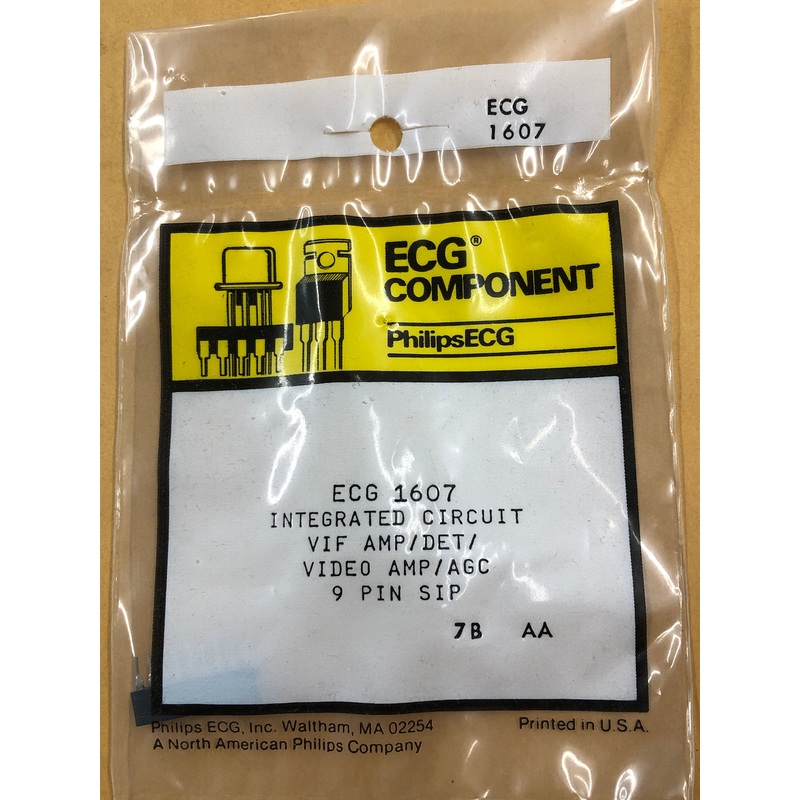 ECG
1607
ECG®
COMPONENT
PhilipsECG
ECG 1607
INTEGRATED CIRCUIT
VIF AMP/DET/
VIDEO AMP/AGC
9 PIN SIP
7B AA
Philips ECG, Inc. Waltham, MA 02254
A North American Philips Company
Printed in U.S.A.